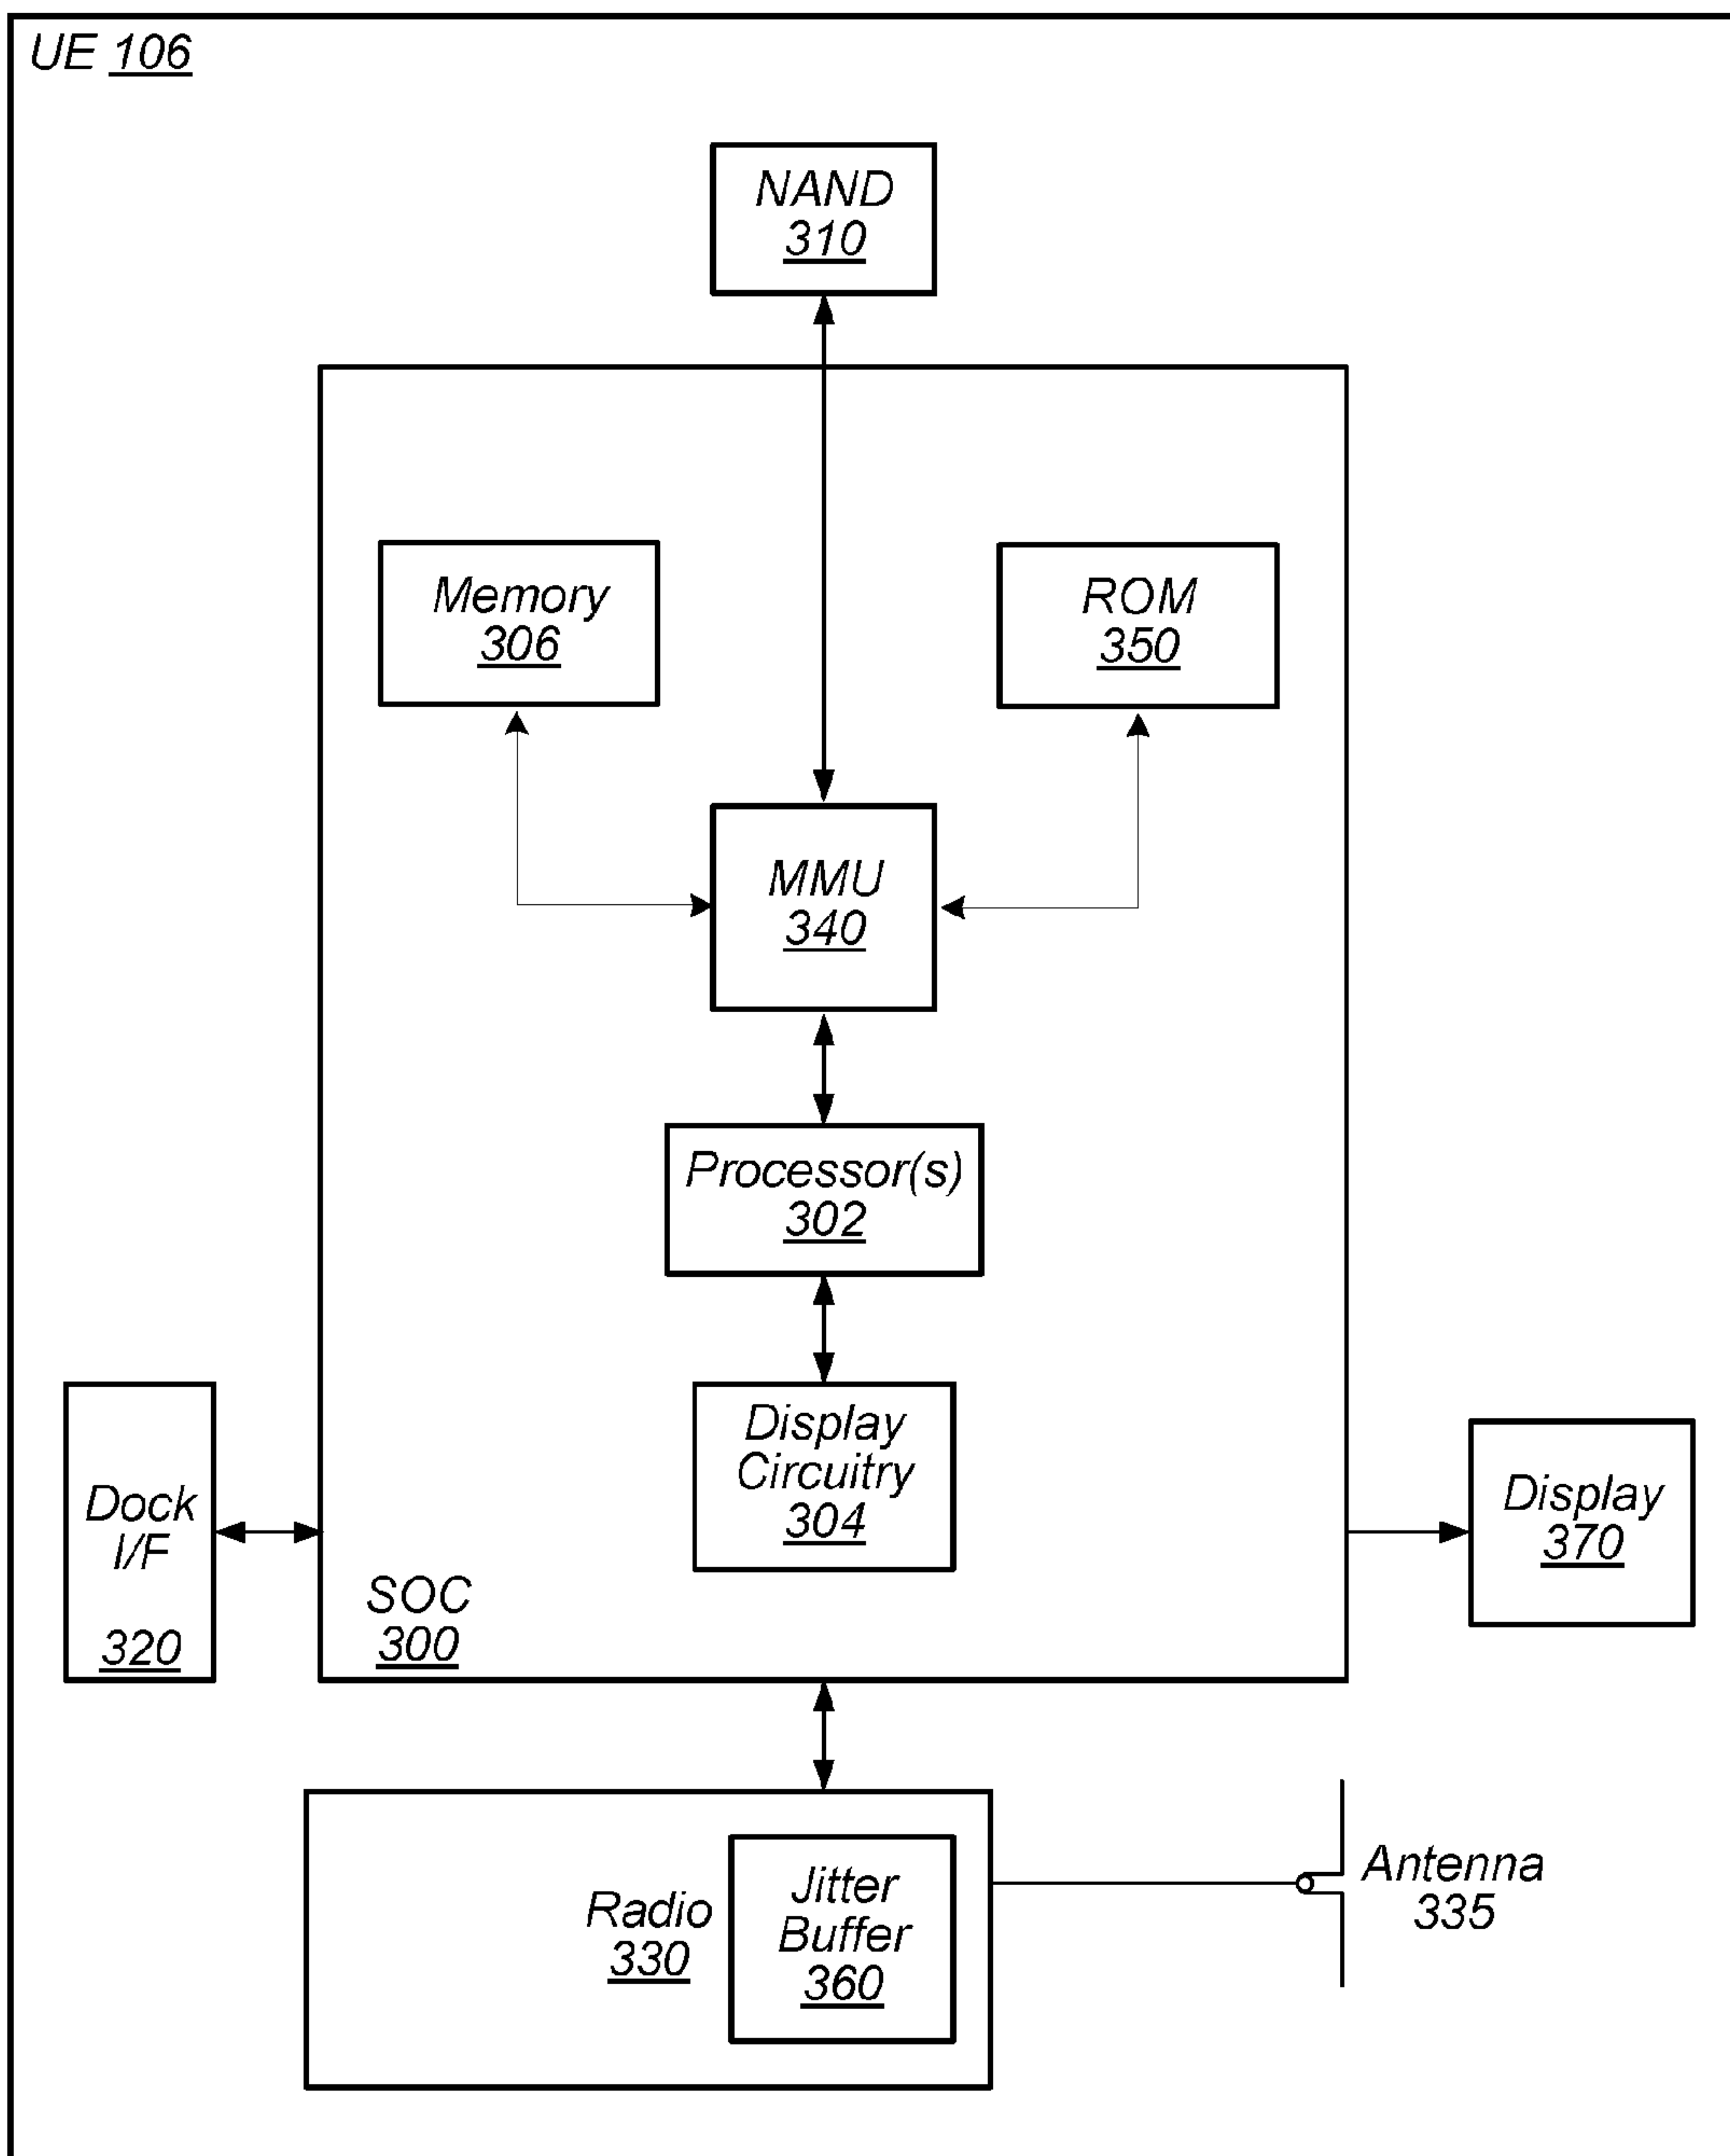 UE 106
NAND
310
Memory
306
ROM
350
MMU
340
Processor(s)
302
Display
Circuitry
304
Dock
I/F
320
SOC
300
Display
370
Radio
330
Jitter
Buffer
360
Antenna
335